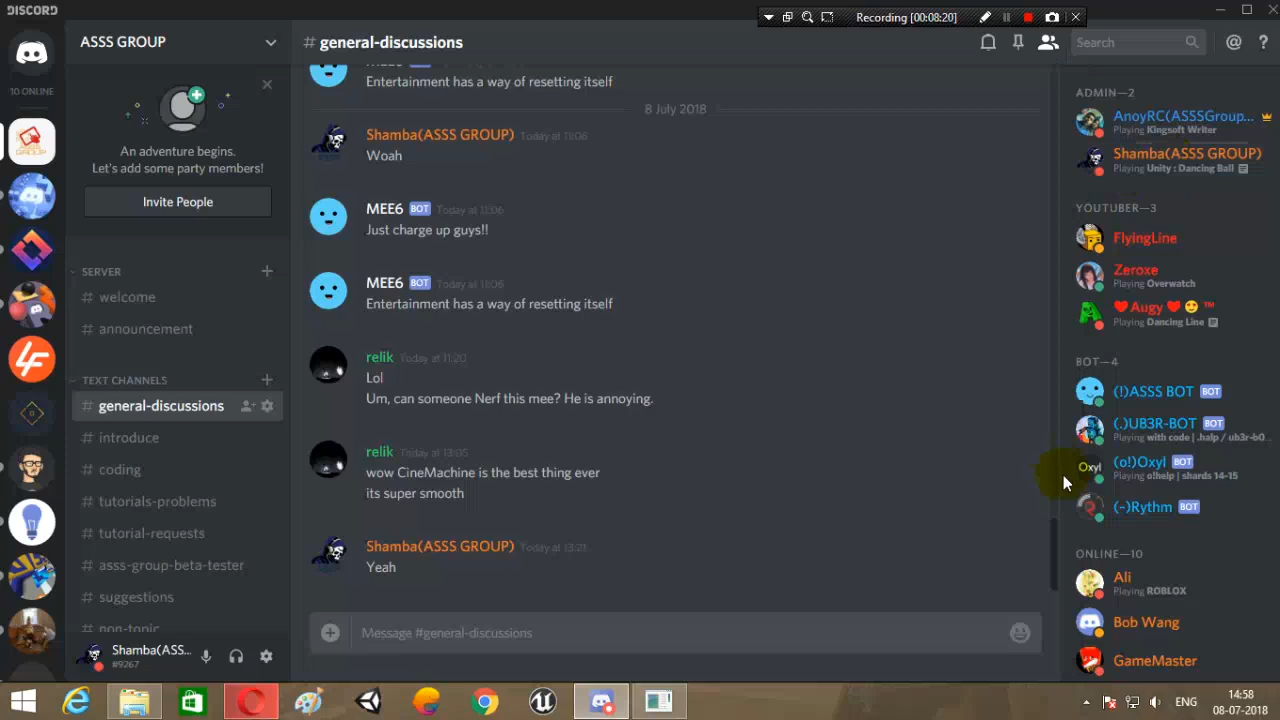 DISCORD
Recording [00:08:20]
10 ONLINE
ASSS GROUP
An adventure begins.
Let's add some party members!
Invite People
SERVER
# welcome
# announcement
TEXT CHANNELS
# general-discussions
# introduce
# coding
# tutorials-problems
# tutorial-requests
# asss-group-beta-tester
# suggestions
# non-topic
Shamba(ASS...
#9267
# general-discussions
Search
MEE6
Entertainment has a way of resetting itself
8 July 2018
Shamba(ASSS GROUP) Today at 11:06
Woah
MEE6 BOT Today at 11:06
Just charge up guys!!
MEE6 BOT Today at 11:06
Entertainment has a way of resetting itself
relik Today at 11:20
Lol
Um, can someone Nerf this mee? He is annoying.
relik Today at 13:05
wow CineMachine is the best thing ever
its super smooth
Shamba(ASSS GROUP) Today at 13:21
Yeah
Message #general-discussions
ADMIN—2
AnoyRC(ASSSGroup...
Playing Kingsoft Writer
Shamba(ASSS GROUP)
Playing Unity : Dancing Ball
YOUTUBER—3
FlyingLine
Zeroxe
Playing Overwatch
❤Augy❤😍™
Playing Dancing Line
BOT—4
(!)ASSS BOT BOT
(.)UB3R-BOT BOT
Playing with code | .halp / ub3r-b0...
Oxyl
(o!)Oxyl BOT
Playing o!help | shards 14-15
(-)Rythm BOT
ONLINE—10
Ali
Playing ROBLOX
Bob Wang
GameMaster
ENG
14:58
08-07-2018